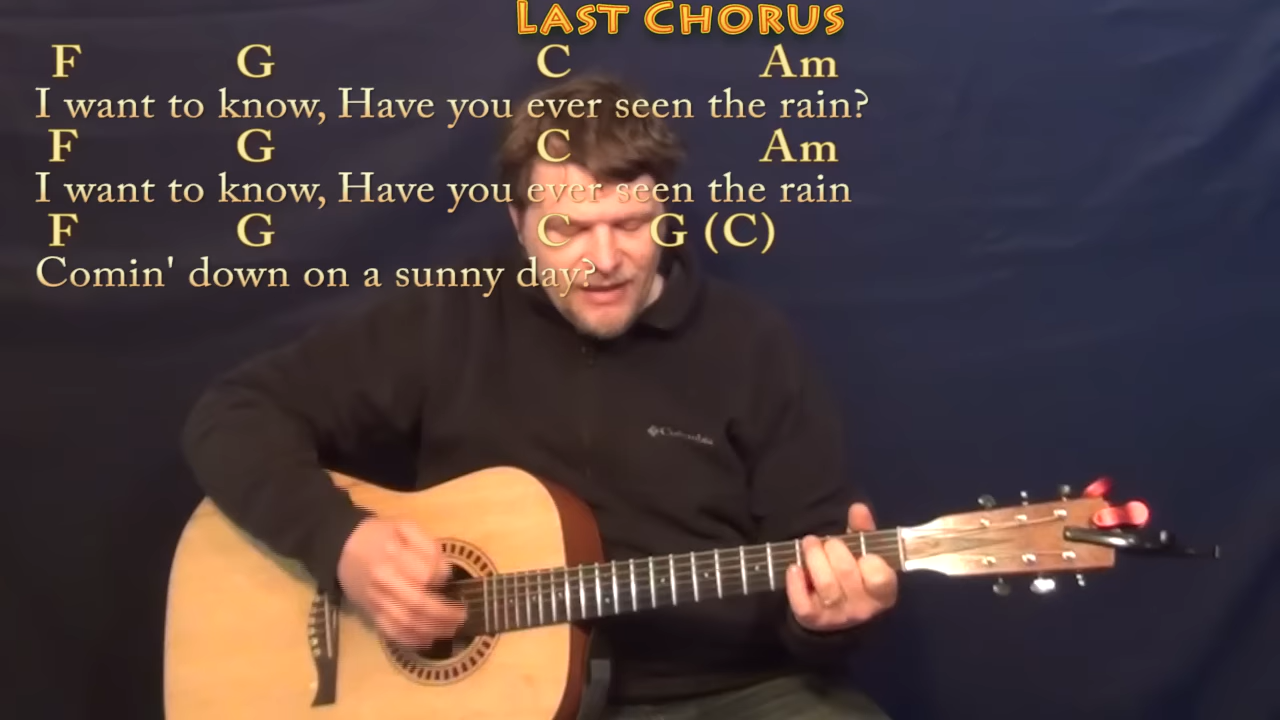 LAST CHORUS
F G C Am
I want to know, Have you ever seen the rain?
F G C Am
I want to know, Have you ever seen the rain
F G C G (C)
Comin' down on a sunny day?
Columbia